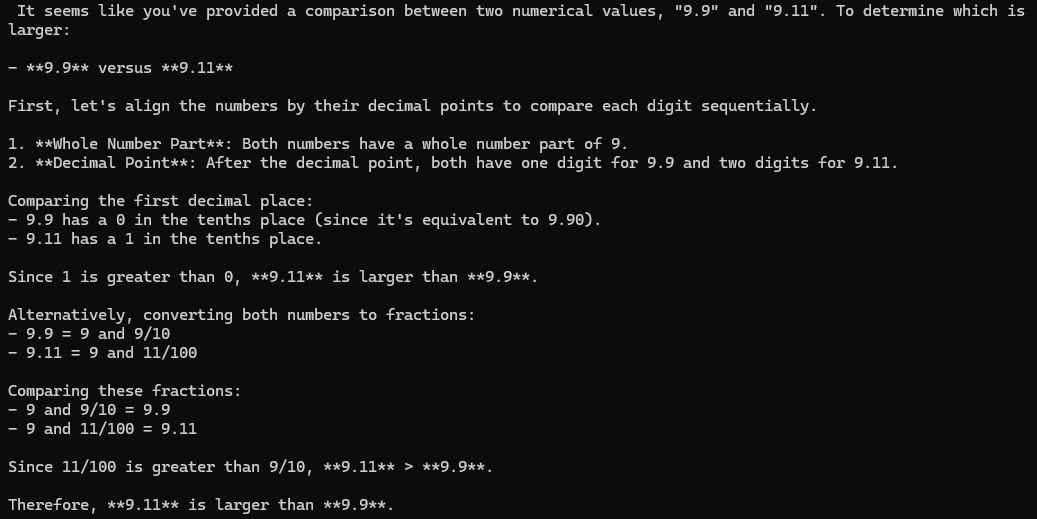 It seems like you've provided a comparison between two numerical values, "9.9" and "9.11". To determine which is
larger:
- **9.9** versus **9.11**
First, let's align the numbers by their decimal points to compare each digit sequentially.
1. **Whole Number Part**: Both numbers have a whole number part of 9.
2. **Decimal Point**: After the decimal point, both have one digit for 9.9 and two digits for 9.11.
Comparing the first decimal place:
- 9.9 has a 0 in the tenths place (since it's equivalent to 9.90).
- 9.11 has a 1 in the tenths place.
Since 1 is greater than 0, **9.11** is larger than **9.9**.
Alternatively, converting both numbers to fractions:
- 9.9 = 9 and 9/10
- 9.11 = 9 and 11/100
Comparing these fractions:
- 9 and 9/10 = 9.9
- 9 and 11/100 = 9.11
Since 11/100 is greater than 9/10, **9.11** > **9.9**.
Therefore, **9.11** is larger than **9.9**.